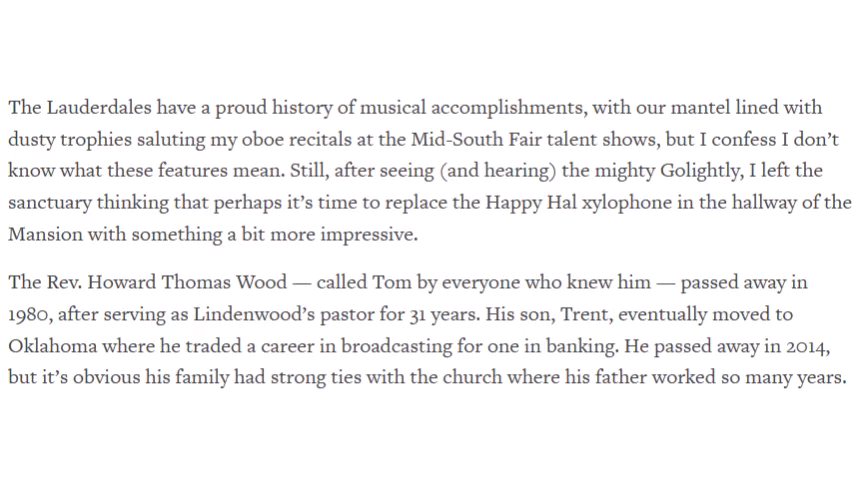 The Lauderdales have a proud history of musical accomplishments, with our mantel lined with
dusty trophies saluting my oboe recitals at the Mid-South Fair talent shows, but I confess I don’t
know what these features mean. Still, after seeing (and hearing) the mighty Golightly, I left the
sanctuary thinking that perhaps it’s time to replace the Happy Hal xylophone in the hallway of the
Mansion with something a bit more impressive.
The Rev. Howard Thomas Wood — called Tom by everyone who knew him — passed away in
1980, after serving as Lindenwood’s pastor for 31 years. His son, Trent, eventually moved to
Oklahoma where he traded a career in broadcasting for one in banking. He passed away in 2014,
but it’s obvious his family had strong ties with the church where his father worked so many years.